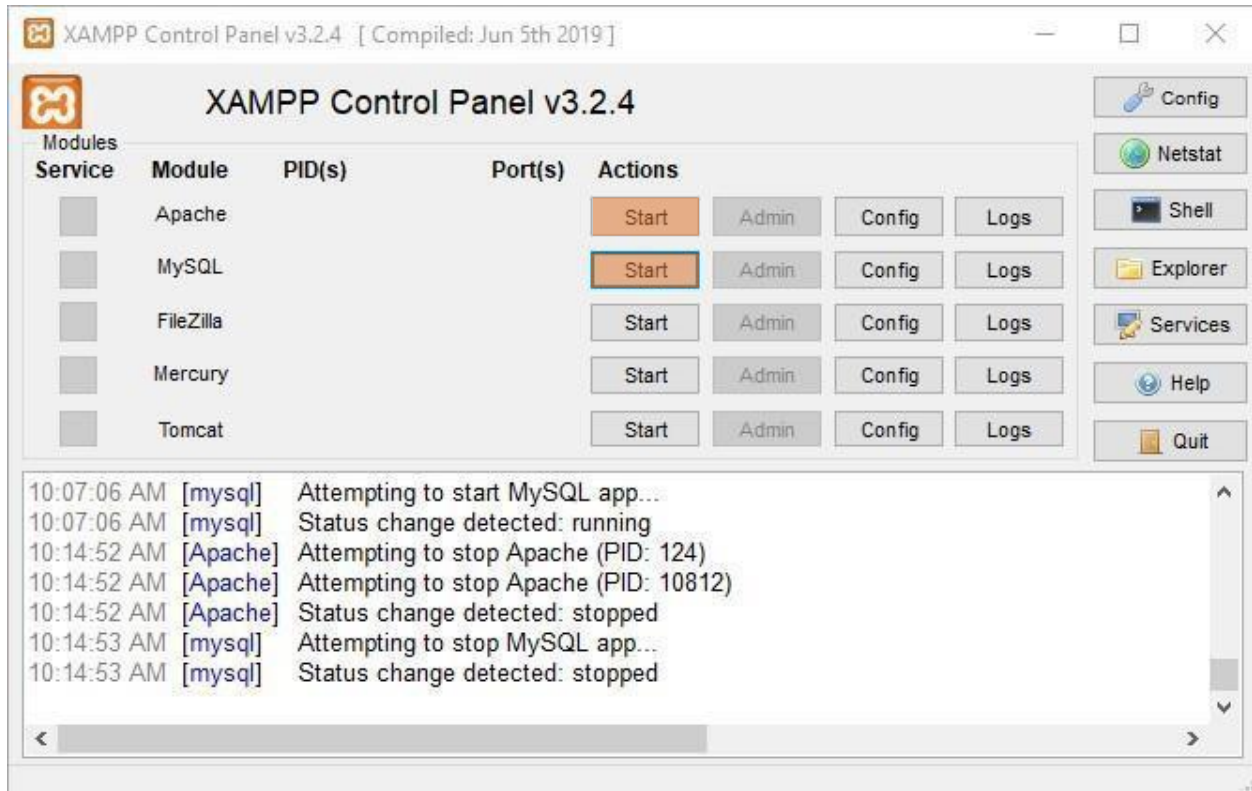 XAMPP Control Panel v3.2.4 [ Compiled: Jun 5th 2019 ]
XAMPP Control Panel v3.2.4
Config
Modules
Service Module PID(s) Port(s) Actions
Netstat
Apache Start Admin Config Logs
Shell
MySQL Start Admin Config Logs
Explorer
FileZilla Start Admin Config Logs
Services
Mercury Start Admin Config Logs
Help
Tomcat Start Admin Config Logs
Quit
10:07:06 AM [mysql] Attempting to start MySQL app...
10:07:06 AM [mysql] Status change detected: running
10:14:52 AM [Apache] Attempting to stop Apache (PID: 124)
10:14:52 AM [Apache] Attempting to stop Apache (PID: 10812)
10:14:52 AM [Apache] Status change detected: stopped
10:14:53 AM [mysql] Attempting to stop MySQL app...
10:14:53 AM [mysql] Status change detected: stopped